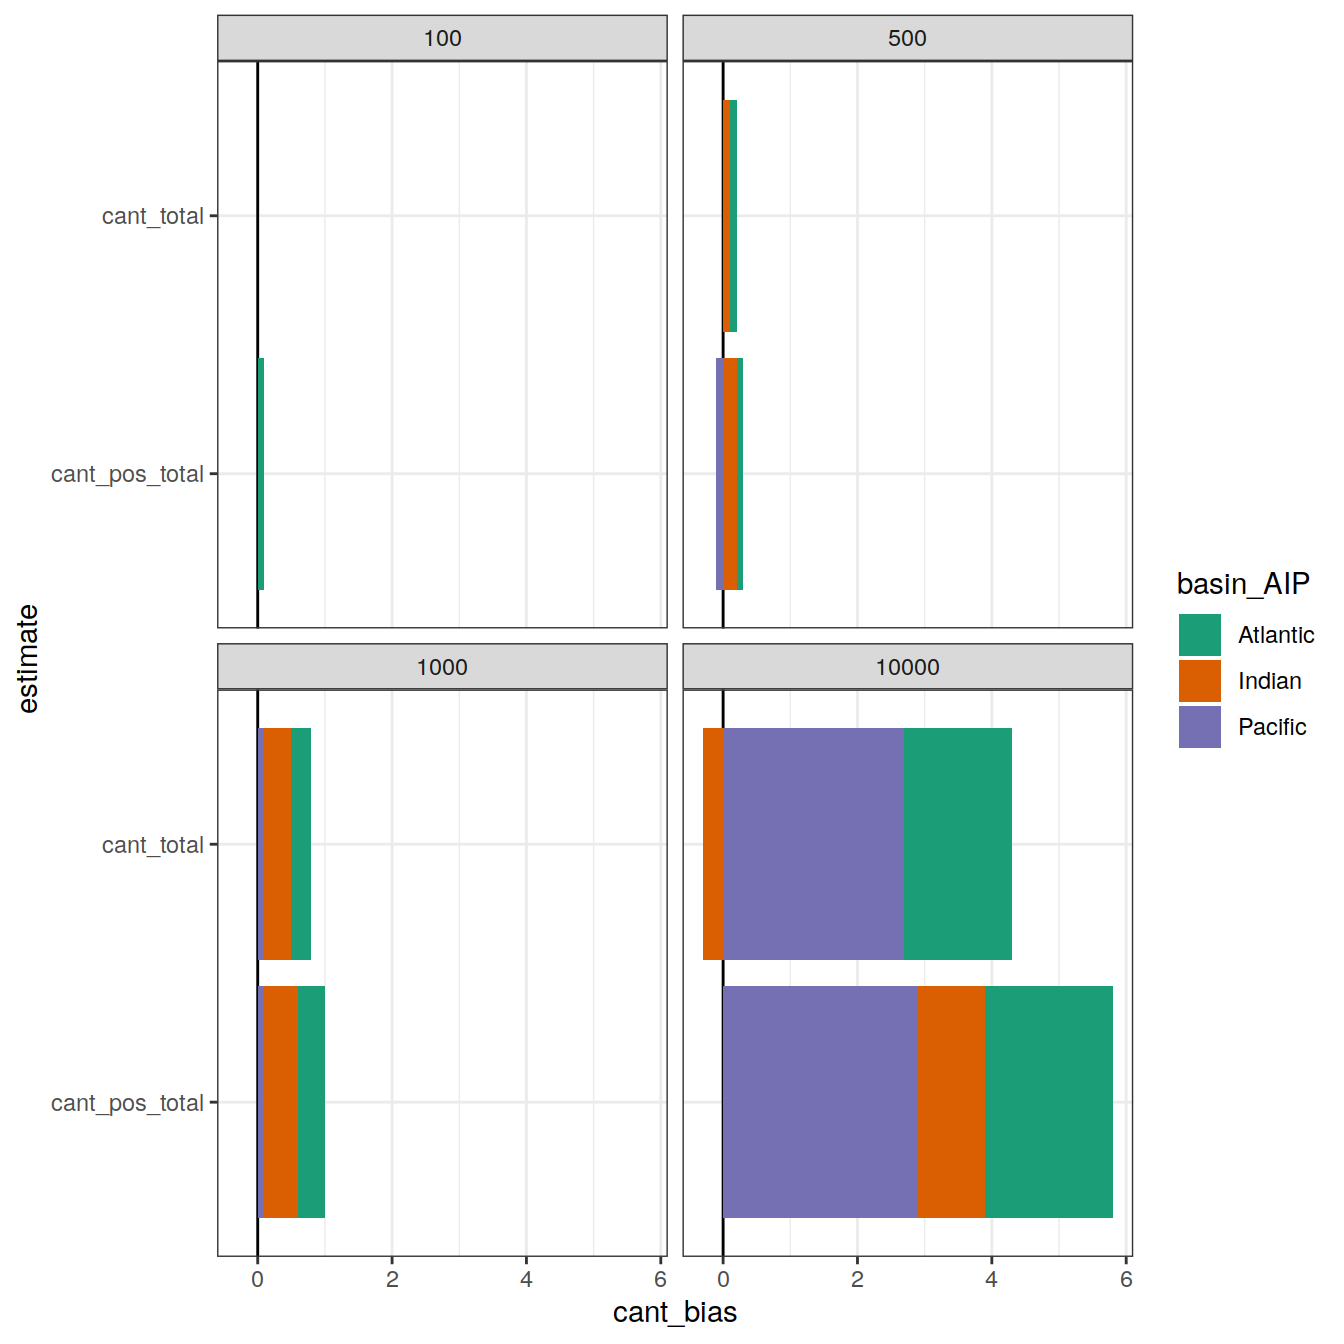 100
500
cant_total
cant_pos_total
1000
10000
cant_total
cant_pos_total
0 2 4 6
0 2 4 6
cant_bias
estimate
basin_AIP
Atlantic
Indian
Pacific